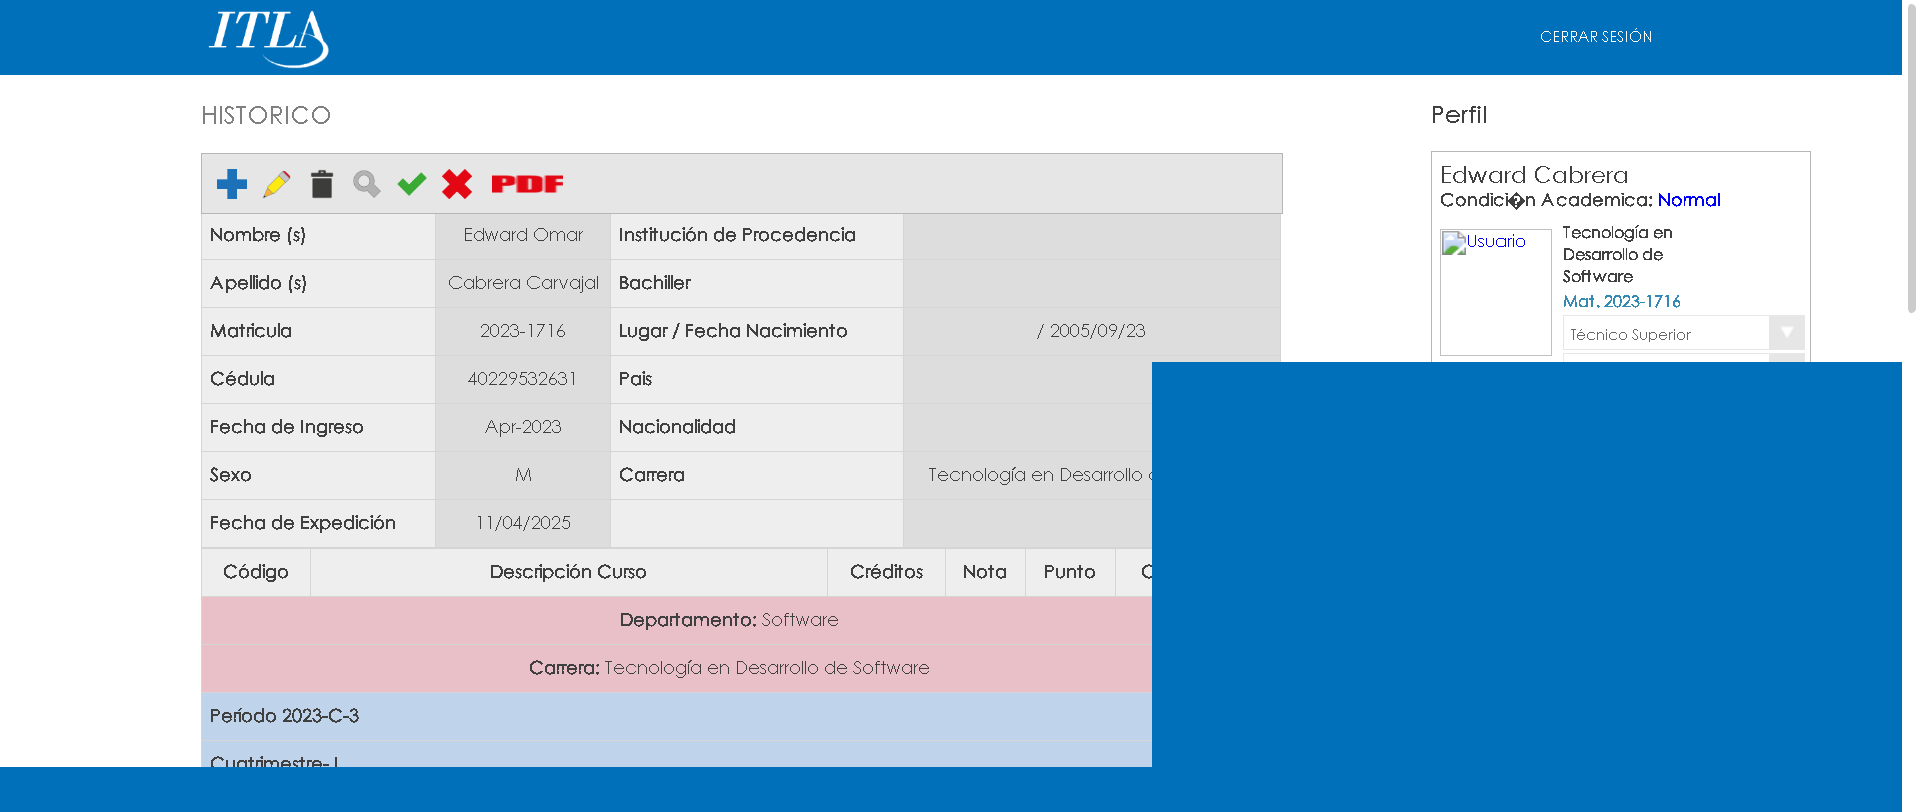 ITLA
CERRAR SESIÓN
HISTORICO
PDF
Nombre (s) Edward Omar Institución de Procedencia
Apellido (s) Cabrera Carvajal Bachiller
Matricula 2023-1716 Lugar / Fecha Nacimiento / 2005/09/23
Cédula 40229532631 Pais
Fecha de Ingreso Apr-2023 Nacionalidad
Sexo M Carrera Tecnología en Desarrollo
Fecha de Expedición 11/04/2025
Código Descripción Curso Créditos Nota Punto
Departamento: Software
Carrera: Tecnología en Desarrollo de Software
Período 2023-C-3
Cuatrimestre- I
Perfil
Edward Cabrera
Condici�n Academica: Normal
Usuario
Tecnología en
Desarrollo de
Software
Mat. 2023-1716
Técnico Superior